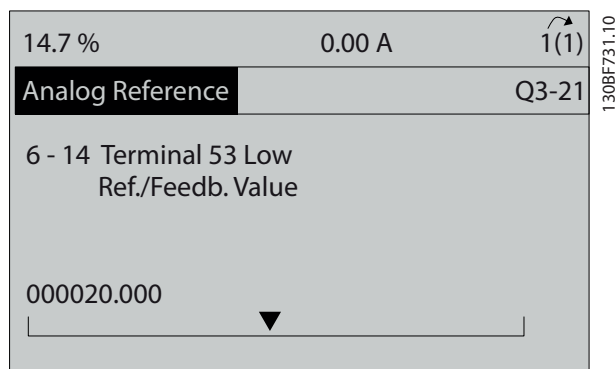 14.7 %
0.00 A
1(1)
Analog Reference
Q3-21
6 - 14 Terminal 53 Low
Ref./Feedb. Value
000020.000
130BF731.10